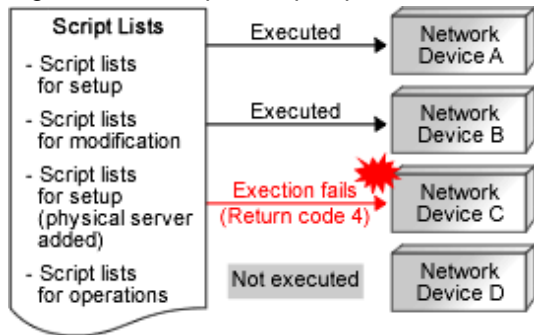 Script Lists
- Script lists
for setup
- Script lists
for modification
- Script lists
for setup
(physical server
added)
- Script lists
for operations
Executed
Network
Device A
Executed
Network
Device B
Exection fails
(Return code 4)
Network
Device C
Not executed
Network
Device D